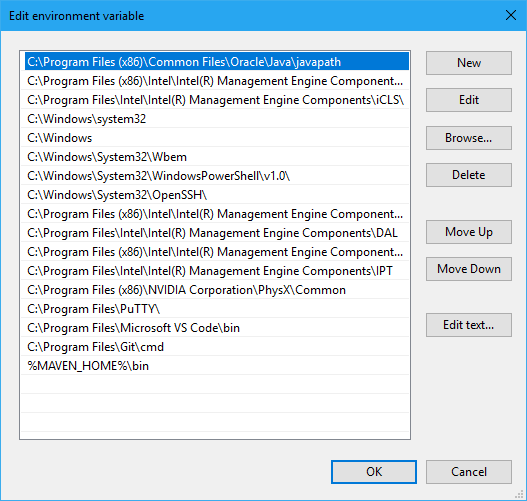 Edit environment variable
C:\Program Files (x86)\Common Files\Oracle\Java\javapath
C:\Program Files (x86)\Intel\Intel(R) Management Engine Component...
C:\Program Files\Intel\Intel(R) Management Engine Components\iCLS\
C:\Windows\system32
C:\Windows
C:\Windows\System32\Wbem
C:\Windows\System32\WindowsPowerShell\v1.0\
C:\Windows\System32\OpenSSH\
C:\Program Files (x86)\Intel\Intel(R) Management Engine Component...
C:\Program Files\Intel\Intel(R) Management Engine Components\DAL
C:\Program Files (x86)\Intel\Intel(R) Management Engine Component...
C:\Program Files\Intel\Intel(R) Management Engine Components\IPT
C:\Program Files (x86)\NVIDIA Corporation\PhysX\Common
C:\Program Files\PuTTY\
C:\Program Files\Microsoft VS Code\bin
C:\Program Files\Git\cmd
%MAVEN_HOME%\bin
New
Edit
Browse...
Delete
Move Up
Move Down
Edit text...
OK
Cancel